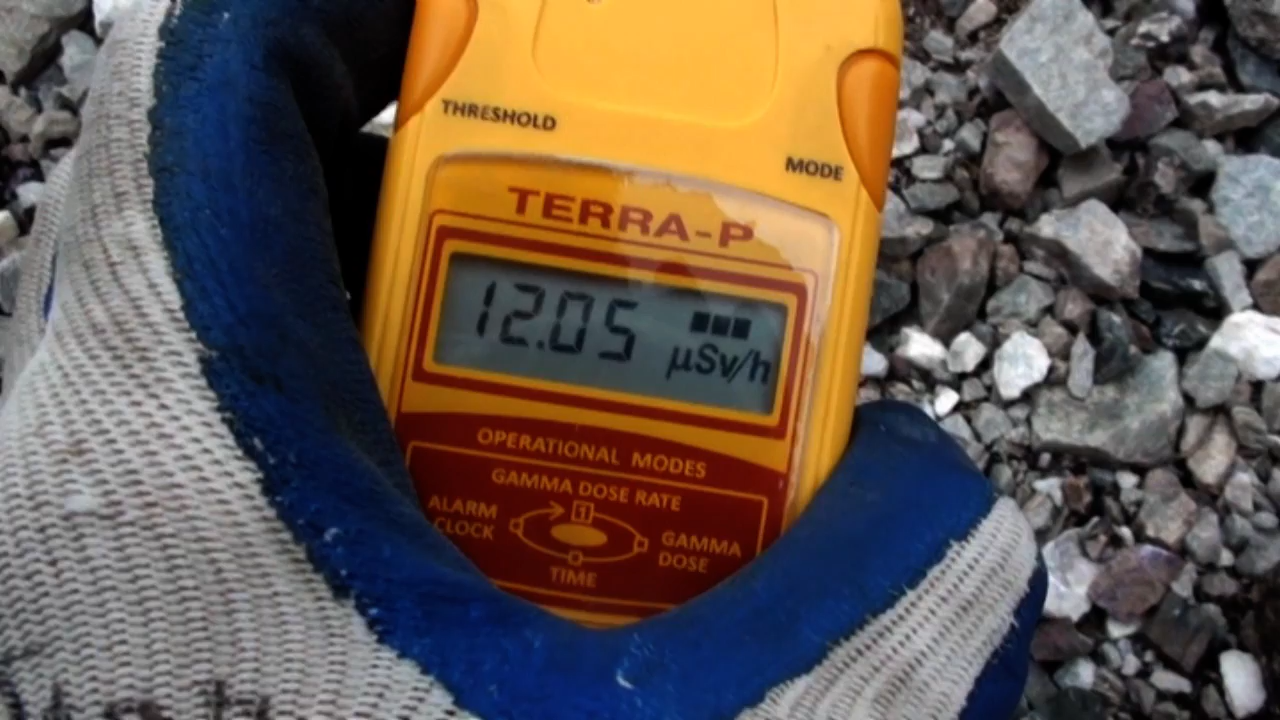 THRESHOLD
MODE
TERRA-P
12.05 µSv/h
OPERATIONAL MODES
GAMMA DOSE RATE
ALARM CLOCK
1
GAMMA DOSE
TIME